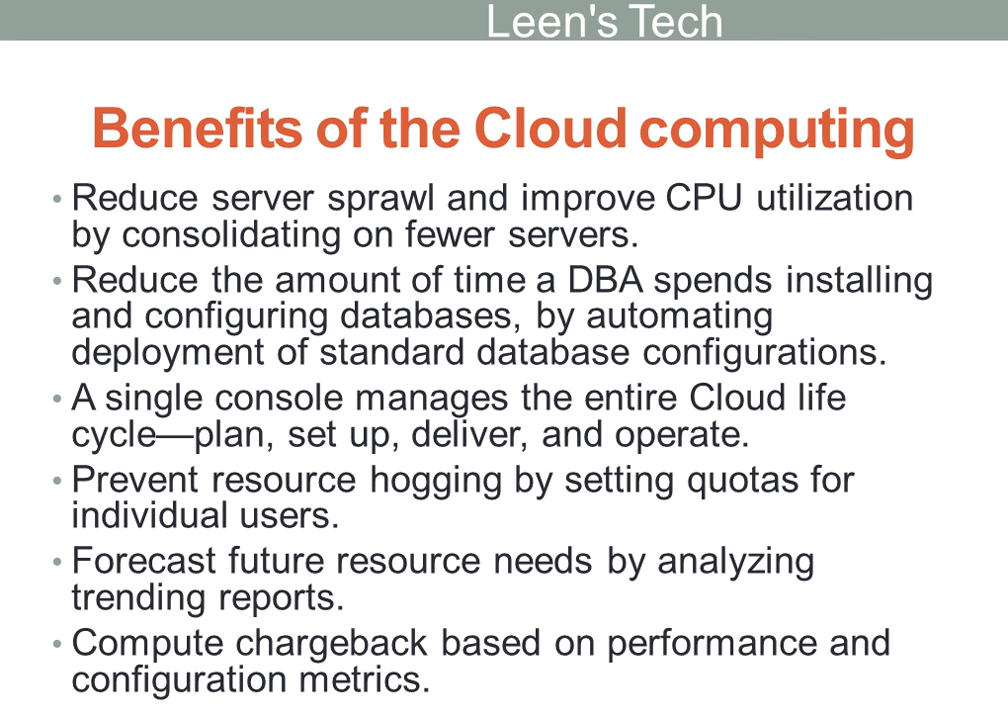 Leen's Tech
Benefits of the Cloud computing
• Reduce server sprawl and improve CPU utilization
by consolidating on fewer servers.
• Reduce the amount of time a DBA spends installing
and configuring databases, by automating
deployment of standard database configurations.
• A single console manages the entire Cloud life
cycle—plan, set up, deliver, and operate.
• Prevent resource hogging by setting quotas for
individual users.
• Forecast future resource needs by analyzing
trending reports.
• Compute chargeback based on performance and
configuration metrics.